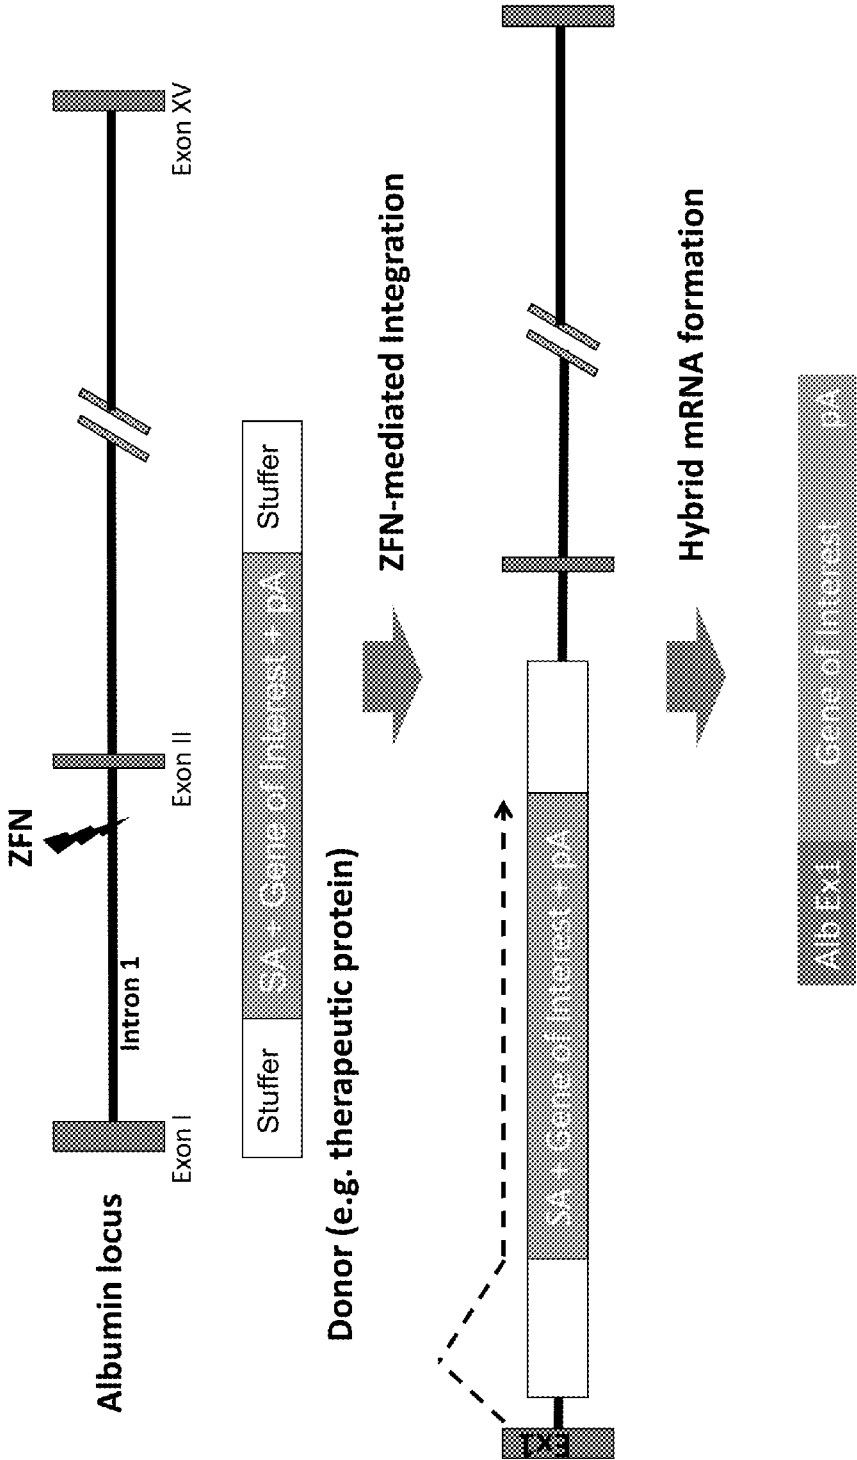 ZFN
Albumin locus
Intron 1
Exon I
Exon II
Exon XV
Stuffer
SA + Gene of Interest + pA
Stuffer
Donor (e.g. therapeutic protein)
ZFN-mediated Integration
EX1
SA + Gene of Interest + pA
Hybrid mRNA formation
Alb Ex1
Gene of Interest
pA